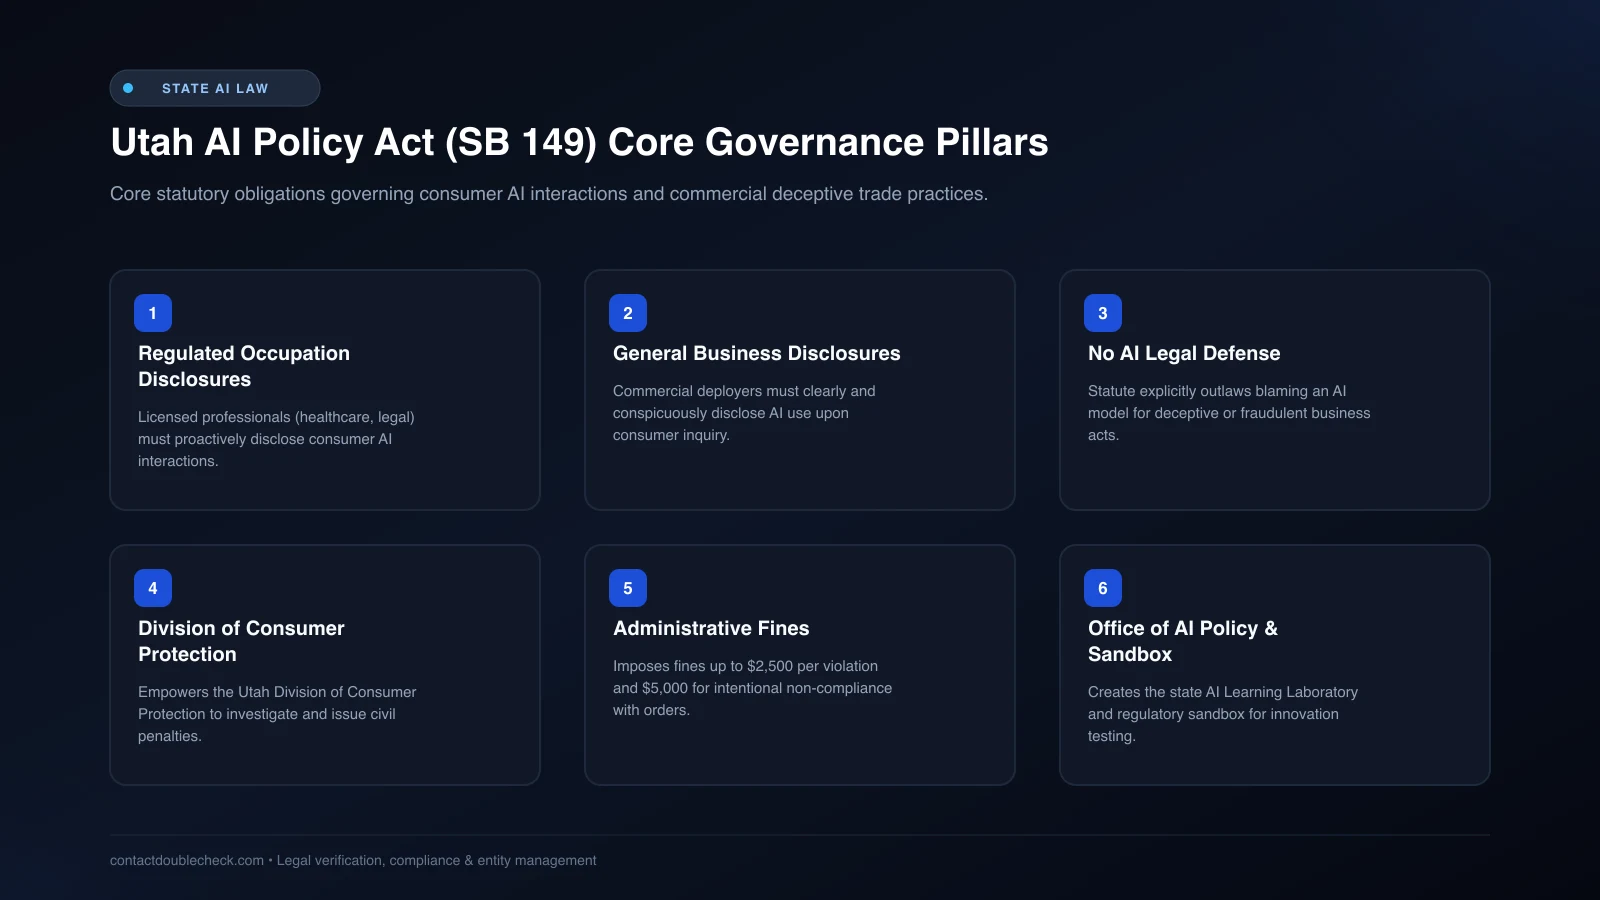 STATE AI LAW
Utah AI Policy Act (SB 149) Core Governance Pillars
Core statutory obligations governing consumer AI interactions and commercial deceptive trade practices.
1
Regulated Occupation
Disclosures
Licensed professionals (healthcare, legal)
must proactively disclose consumer AI
interactions.
2
General Business Disclosures
Commercial deployers must clearly and
conspicuously disclose AI use upon
consumer inquiry.
3
No AI Legal Defense
Statute explicitly outlaws blaming an AI
model for deceptive or fraudulent business
acts.
4
Division of Consumer
Protection
Empowers the Utah Division of Consumer
Protection to investigate and issue civil
penalties.
5
Administrative Fines
Imposes fines up to $2,500 per violation
and $5,000 for intentional non-compliance
with orders.
6
Office of AI Policy &
Sandbox
Creates the state AI Learning Laboratory
and regulatory sandbox for innovation
testing.
contactdoublecheck.com • Legal verification, compliance & entity management